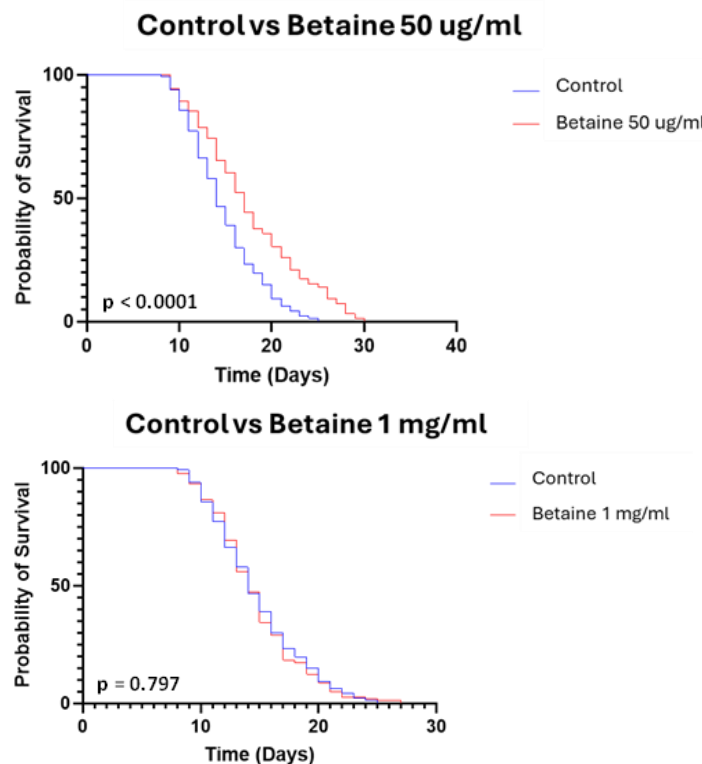 Control vs Betaine 50 ug/ml
Control
Betaine 50 ug/ml
Probability of Survival
100
50
0
p < 0.0001
0 10 20 30 40
Time (Days)
Control vs Betaine 1 mg/ml
Control
Betaine 1 mg/ml
Probability of Survival
100
50
0
p = 0.797
0 10 20 30
Time (Days)